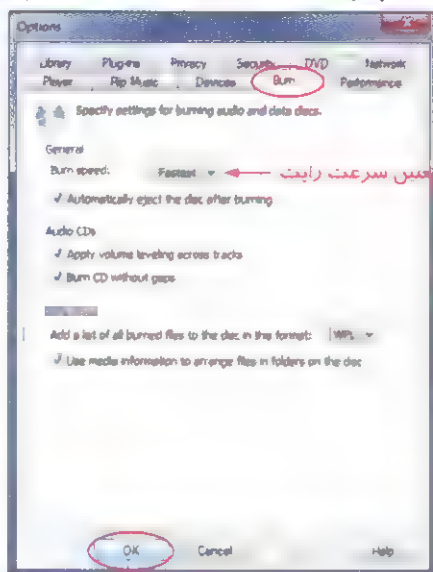 Options
Library Plug-ins Privacy Security DVD Network
Player Rip Music Devices Burn Performance
Specify settings for burning audio and data discs.
General
Burn speed: Fastest تعیین سرعت رایت
Automatically eject the disc after burning
Audio CDs
Apply volume leveling across tracks
Burn CD without gaps
Add a list of all burned files to the disc in this format: WPL
Use media information to arrange files in folders on the disc
OK Cancel Help